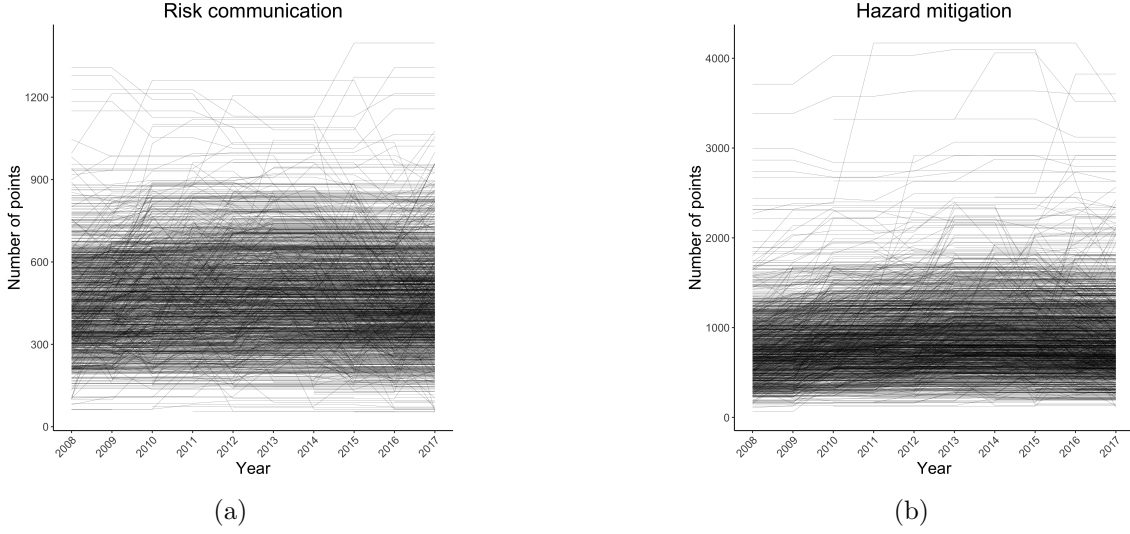 Risk communication
Number of points
1200
900
600
300
0
2008 2009 2010 2011 2012 2013 2014 2015 2016 2017
Year
(a)
Hazard mitigation
Number of points
4000
3000
2000
1000
0
2008 2009 2010 2011 2012 2013 2014 2015 2016 2017
Year
(b)